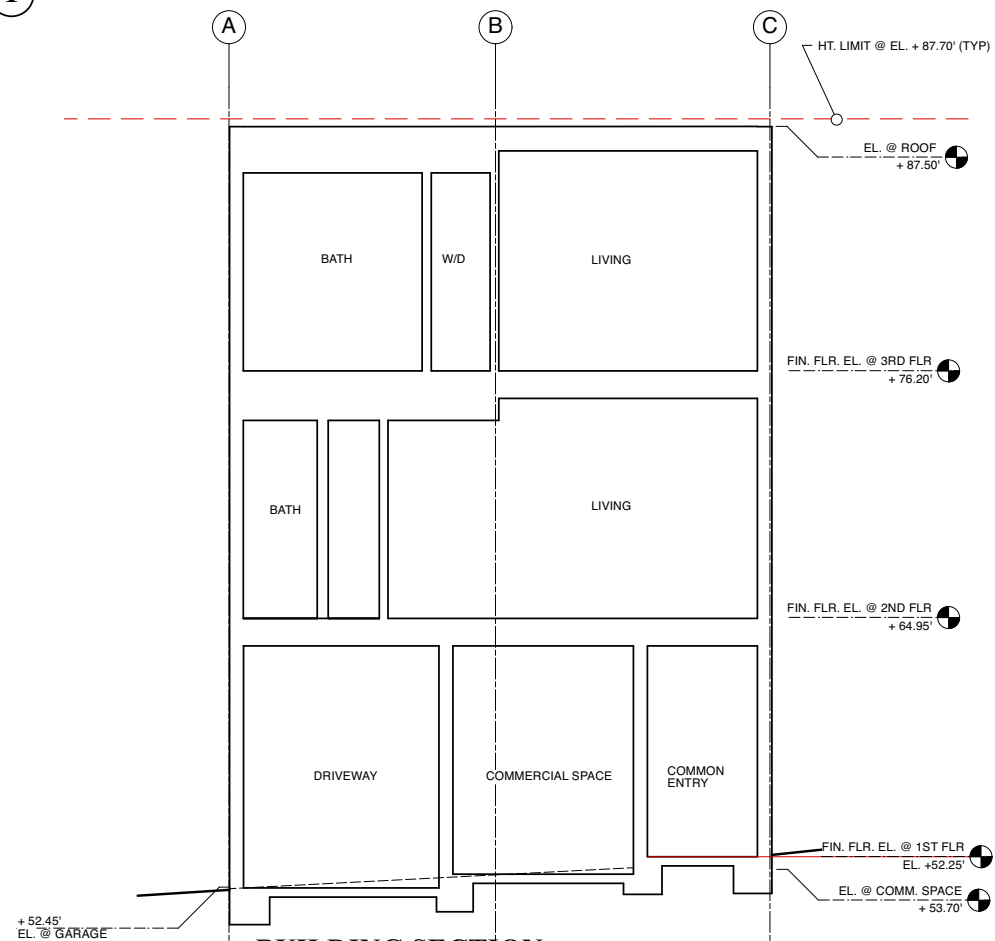 A
B
C
HT. LIMIT @ EL. + 87.70' (TYP)
EL. @ ROOF
+ 87.50'
BATH
W/D
LIVING
FIN. FLR. EL. @ 3RD FLR
+ 76.20'
BATH
LIVING
FIN. FLR. EL. @ 2ND FLR
+ 64.95'
DRIVEWAY
COMMERCIAL SPACE
COMMON
ENTRY
FIN. FLR. EL. @ 1ST FLR
EL. +52.25'
EL. @ COMM. SPACE
+ 53.70'
+ 52.45'
EL. @ GARAGE
BUILDING SECTION